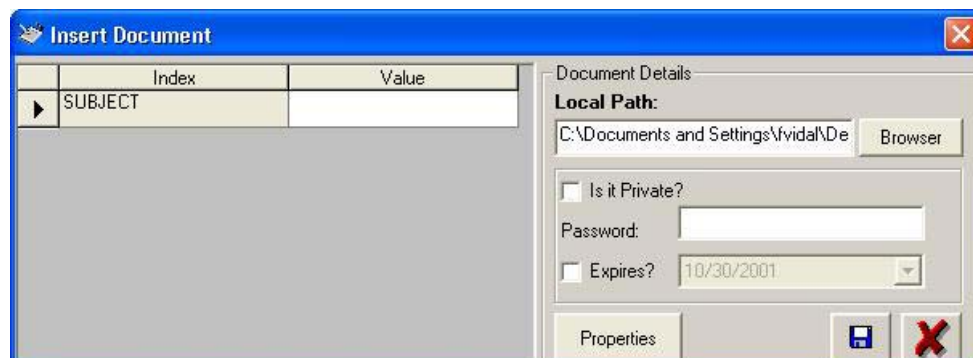 Insert Document
Index Value
SUBJECT
Document Details
Local Path:
C:\Documents and Settings\fvidal\De Browser
Is it Private?
Password:
Expires? 10/30/2001
Properties